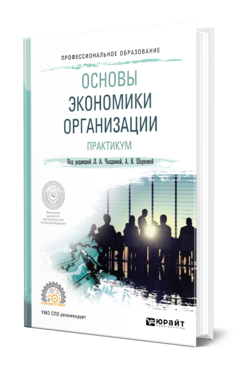 ПРОФЕССИОНАЛЬНОЕ ОБРАЗОВАНИЕ
ОСНОВЫ
ЭКОНОМИКИ
ОРГАНИЗАЦИИ
ПРАКТИКУМ
Под редакцией Л. А. Чалдаевой, А. В. Шарковой
УМО СПО рекомендует
юрайт